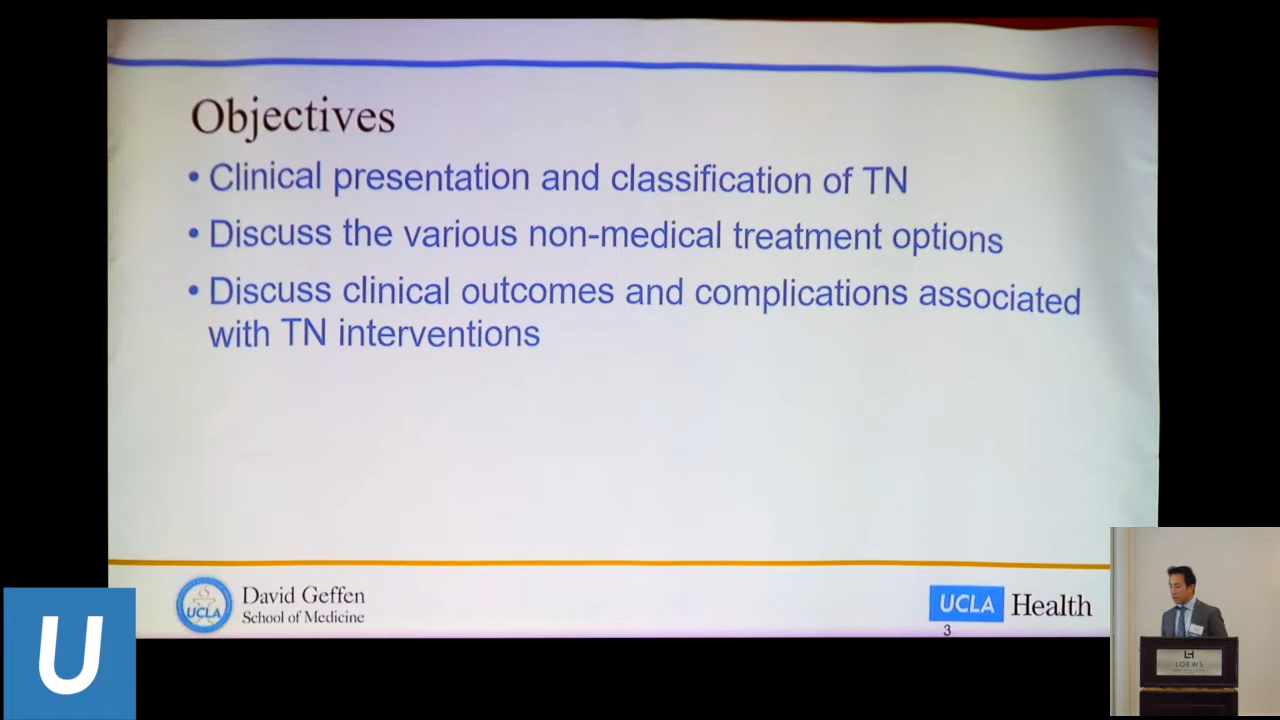 Objectives
• Clinical presentation and classification of TN
• Discuss the various non-medical treatment options
• Discuss clinical outcomes and complications associated
with TN interventions
UCLA
David Geffen
School of Medicine
UCLA Health
3
U
LOEWS